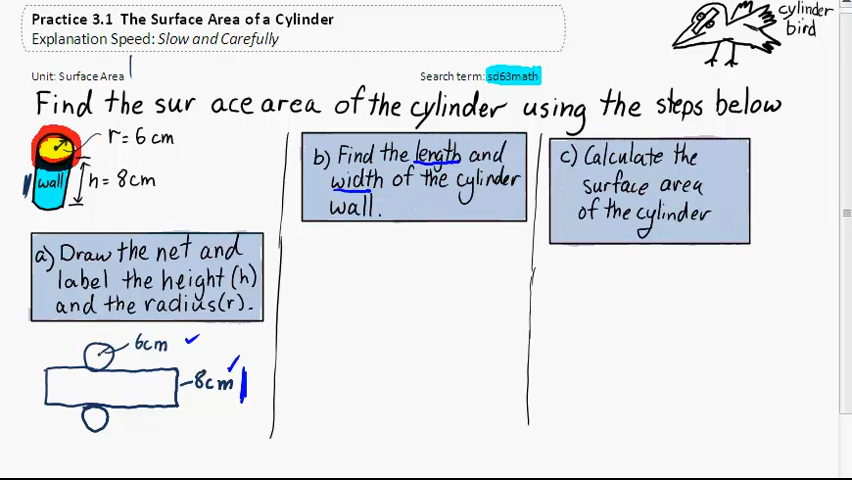 Practice 3.1 The Surface Area of a Cylinder
Explanation Speed: Slow and Carefully
cylinder
bird
Unit: Surface Area
Search term: sd63math
Find the sur ace area of the cylinder using the steps below
r = 6 cm
wall
h = 8cm
a) Draw the net and
label the height (h)
and the radius(r).
6cm
8cm
b) Find the length and
width of the cylinder
wall.
c) Calculate the
surface area
of the cylinder